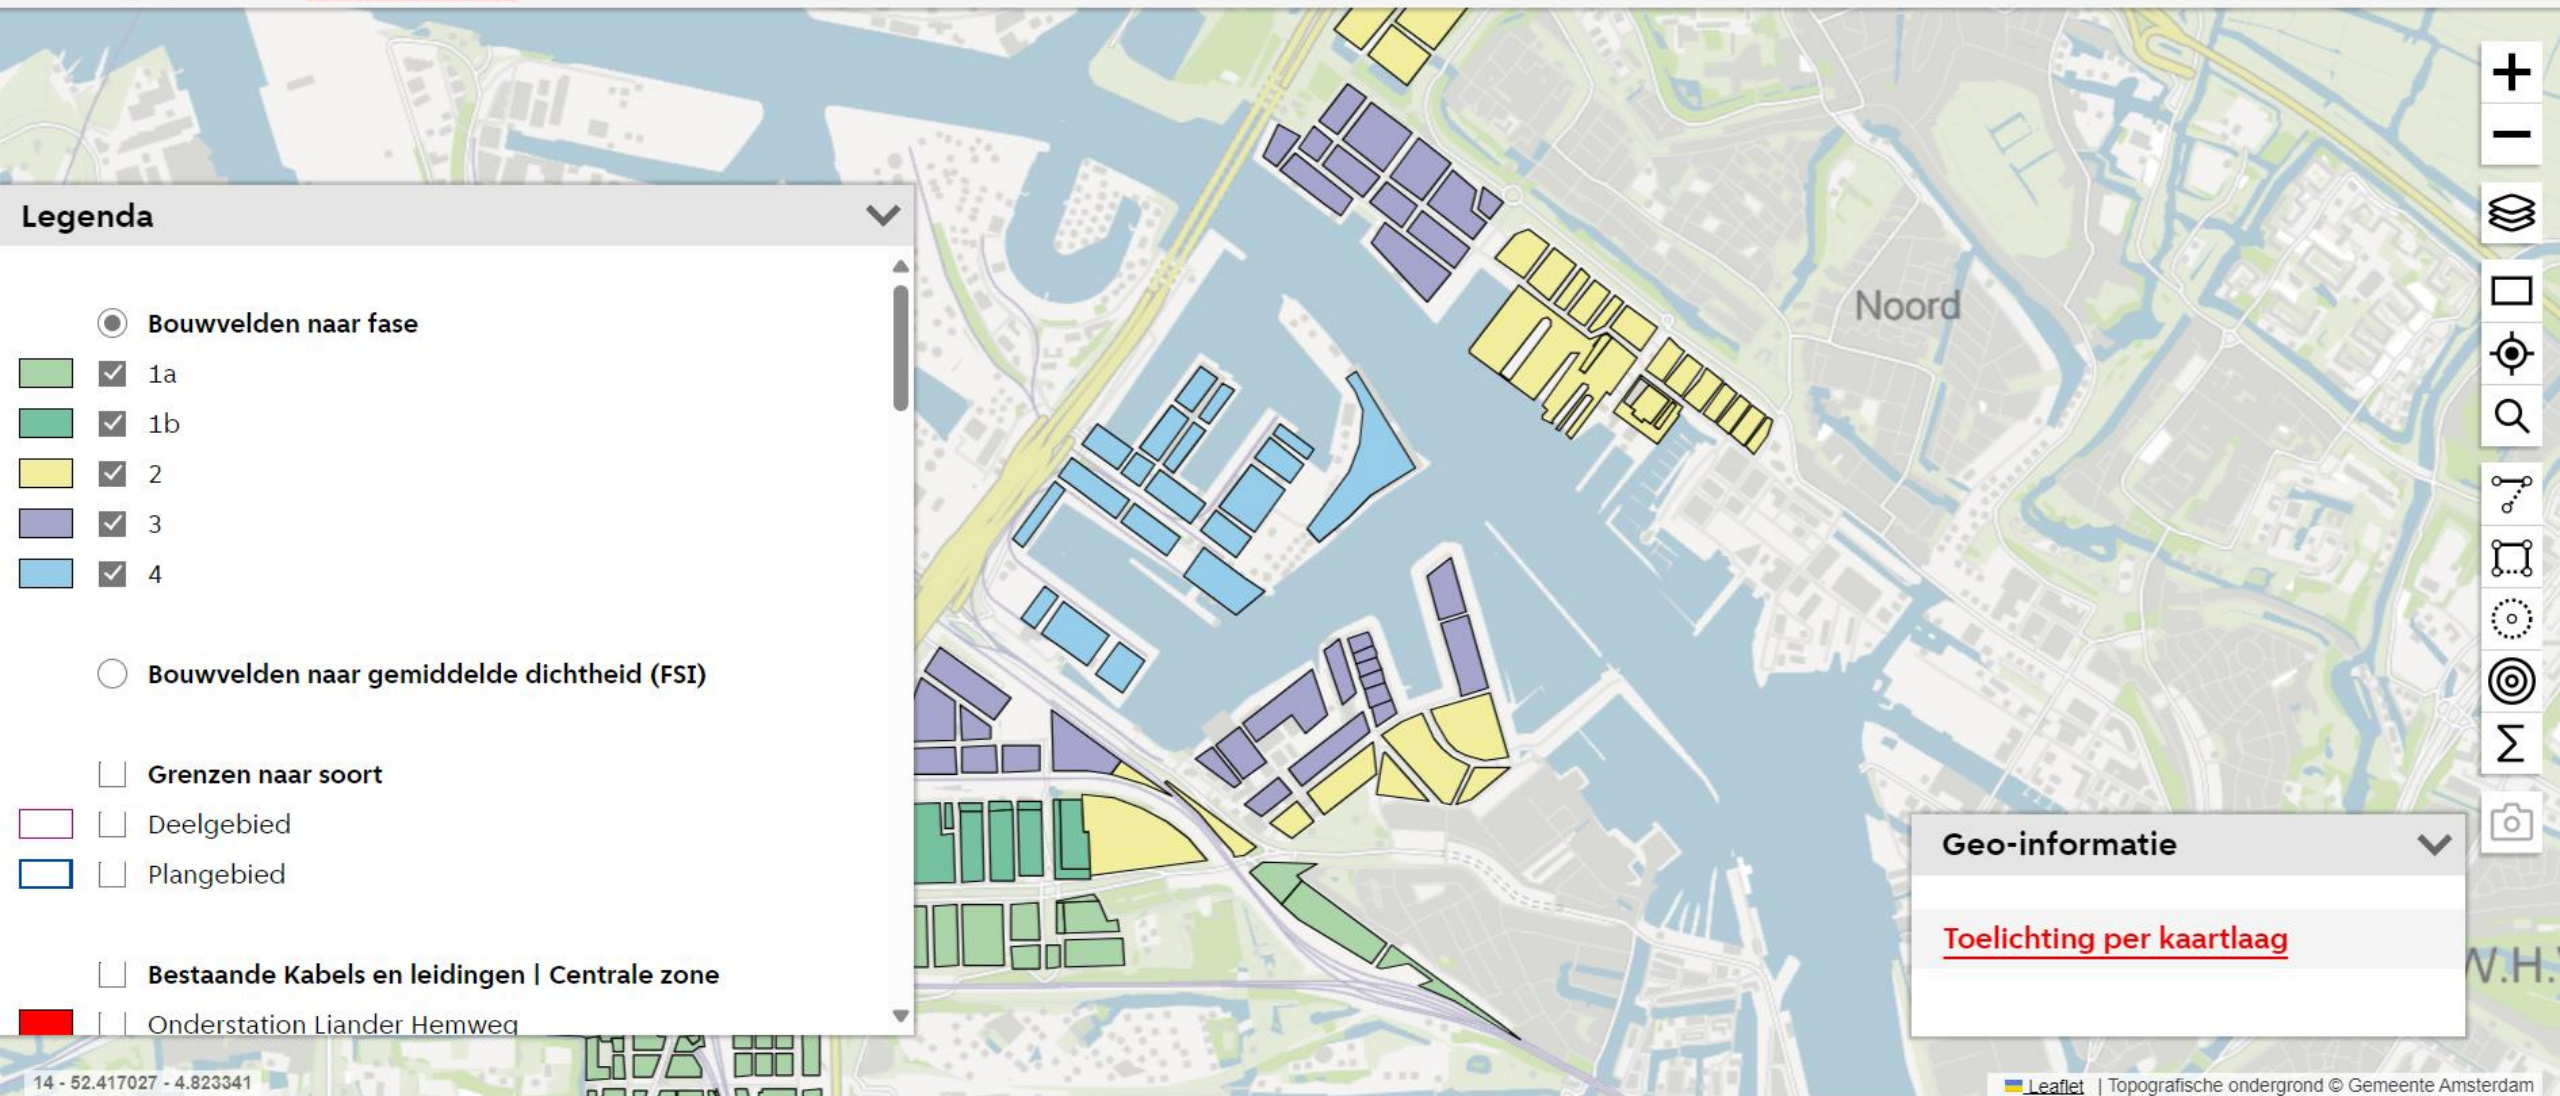 Legenda
Bouwvelden naar fase
1a
1b
2
3
4
Bouwvelden naar gemiddelde dichtheid (FSI)
Grenzen naar soort
Deelgebied
Plangebied
Bestaande Kabels en leidingen | Centrale zone
Onderstation Liander Hemweg
14 - 52.417027 - 4.823341
Noord
Geo-informatie
Toelichting per kaartlaag
W.H.
Leaflet | Topografische ondergrond © Gemeente Amsterdam